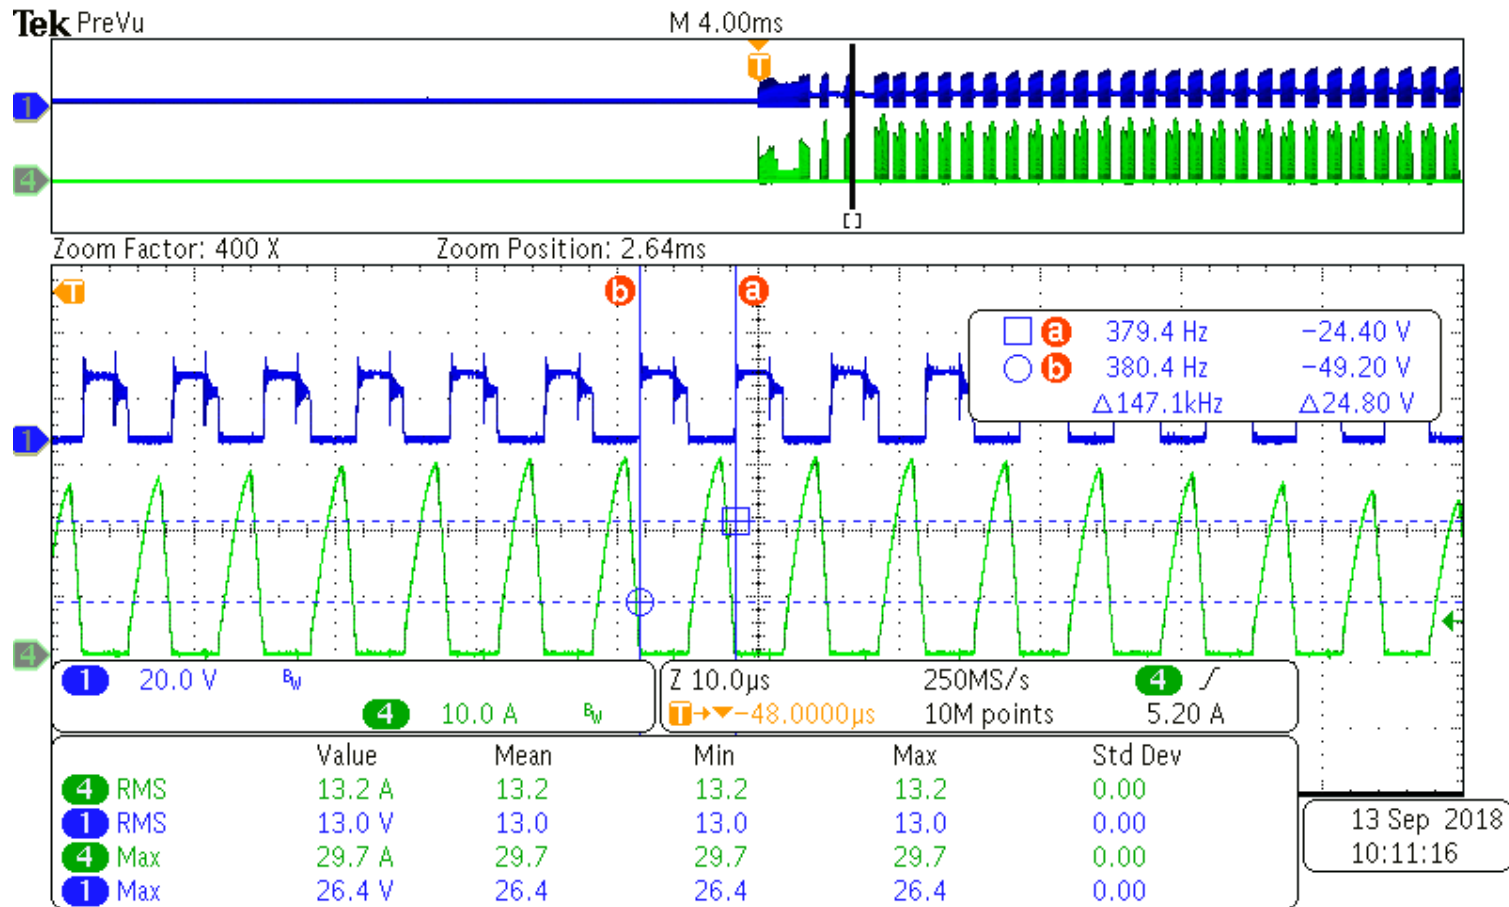 Tek PreVu M 4.00ms
T
1
4
[]
Zoom Factor: 400 X Zoom Position: 2.64ms
T b a
a 379.4 Hz −24.40 V
b 380.4 Hz −49.20 V
△147.1kHz △24.80 V
1
4
1 20.0 V BW
4 10.0 A BW
Z 10.0µs 250MS/s 4
T→▼−48.0000µs 10M points 5.20 A
Value Mean Min Max Std Dev
4 RMS 13.2 A 13.2 13.2 13.2 0.00
1 RMS 13.0 V 13.0 13.0 13.0 0.00
4 Max 29.7 A 29.7 29.7 29.7 0.00
1 Max 26.4 V 26.4 26.4 26.4 0.00
13 Sep 2018
10:11:16